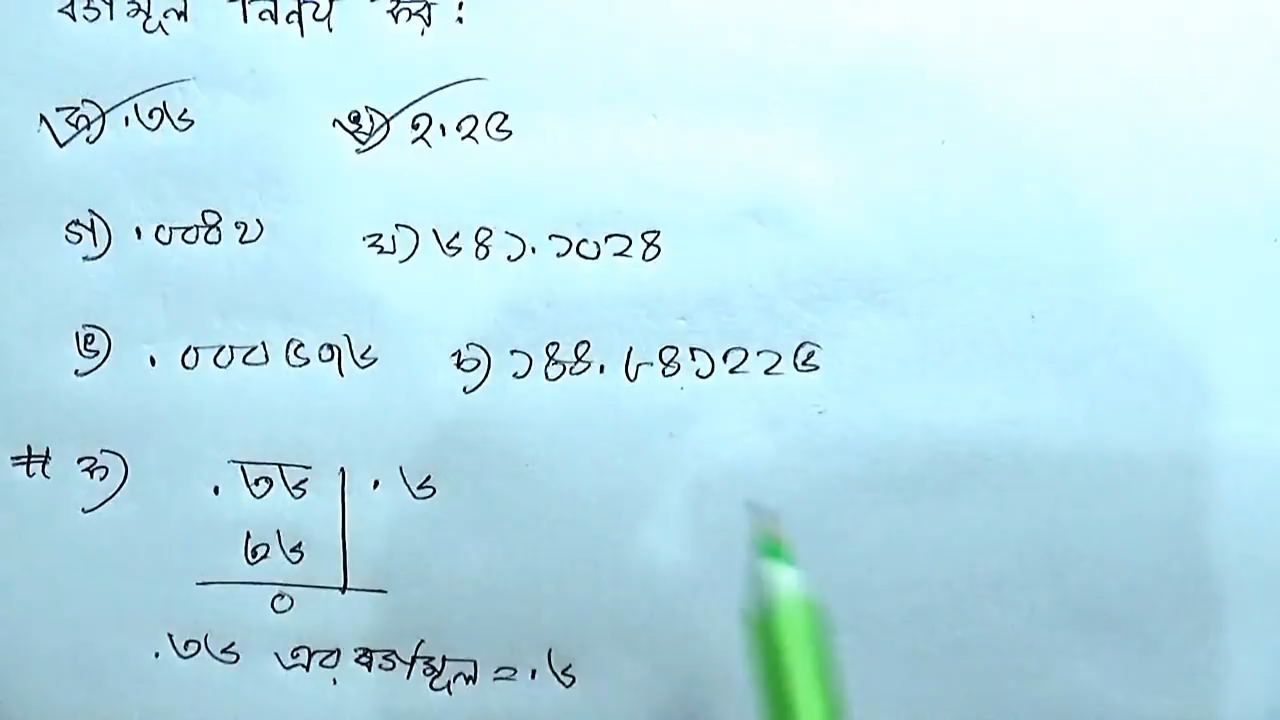 বর্গমূল নির্ণয় কর :
ক) .৩৬ খ) ২.২৫
গ) .০০৪৯ ঘ) ৬৪১.১০২৪
ঙ) .০০০৫৭৬ চ) ১৪৪.৮৪১২২৫
# ক) .৩৬ | .৬
৩৬
০
.৩৬ এর বর্গমূল = .৬